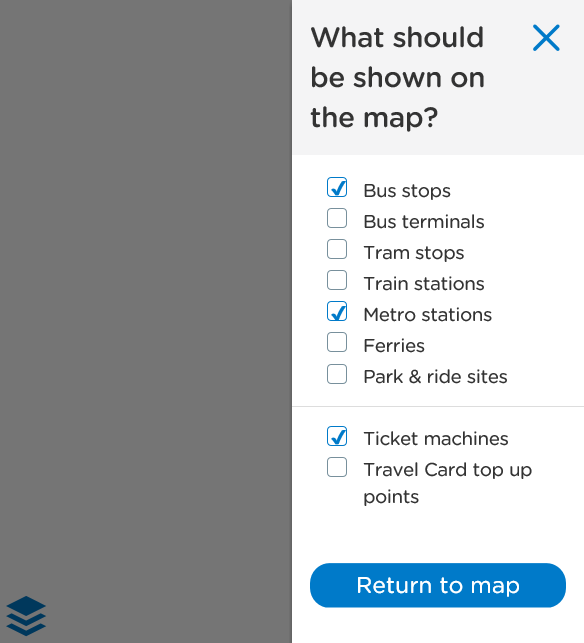 What should
be shown on
the map?
Bus stops
Bus terminals
Tram stops
Train stations
Metro stations
Ferries
Park & ride sites
Ticket machines
Travel Card top up
points
Return to map